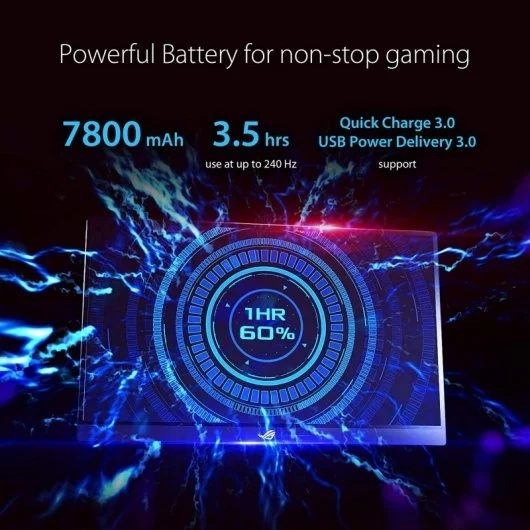 Powerful Battery for non-stop gaming
7800 mAh
3.5 hrs
use at up to 240 Hz
Quick Charge 3.0
USB Power Delivery 3.0
support
1HR
60%